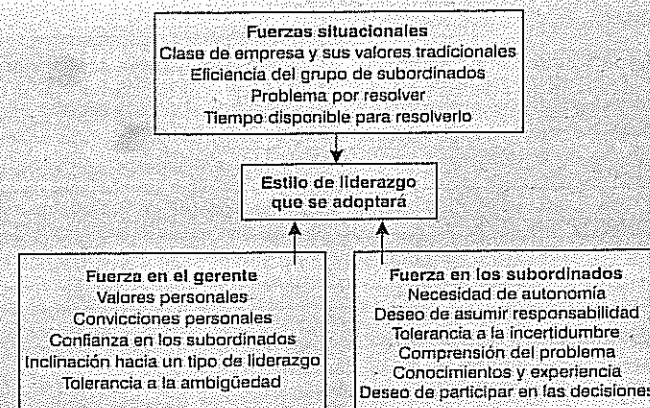 Fuerzas situacionales
Clase de empresa y sus valores tradicionales
Eficiencia del grupo de subordinados
Problema por resolver
Tiempo disponible para resolverlo
Estilo de liderazgo
que se adoptará
Fuerza en el gerente
Valores personales
Convicciones personales
Confianza en los subordinados
Inclinación hacia un tipo de liderazgo
Tolerancia a la ambigüedad
Fuerza en los subordinados
Necesidad de autonomía
Deseo de asumir responsabilidad
Tolerancia a la incertidumbre
Comprensión del problema
Conocimientos y experiencia
Deseo de participar en las decisiones